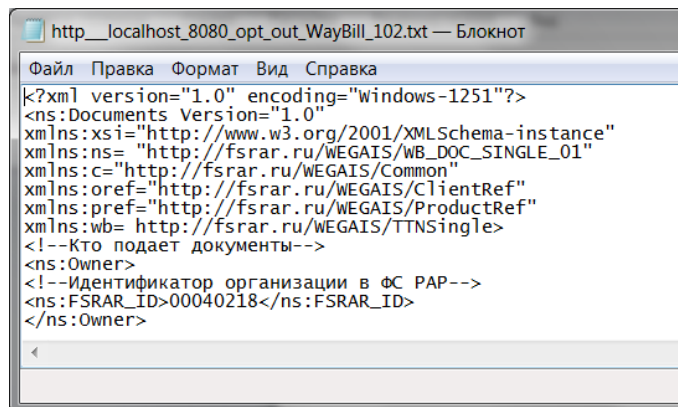 http___localhost_8080_opt_out_WayBill_102.txt — Блокнот
Файл Правка Формат Вид Справка
<?xml version="1.0" encoding="Windows-1251"?>
<ns:Documents Version="1.0"
xmlns:xsi="http://www.w3.org/2001/XMLSchema-instance"
xmlns:ns= "http://fsrar.ru/WEGAIS/WB_DOC_SINGLE_01"
xmlns:c="http://fsrar.ru/WEGAIS/Common"
xmlns:oref="http://fsrar.ru/WEGAIS/ClientRef"
xmlns:pref="http://fsrar.ru/WEGAIS/ProductRef"
xmlns:wb= http://fsrar.ru/WEGAIS/TTNSingle>
<!--Кто подает документы-->
<ns:Owner>
<!--Идентификатор организации в ФС РАР-->
<ns:FSRAR_ID>00040218</ns:FSRAR_ID>
</ns:Owner>